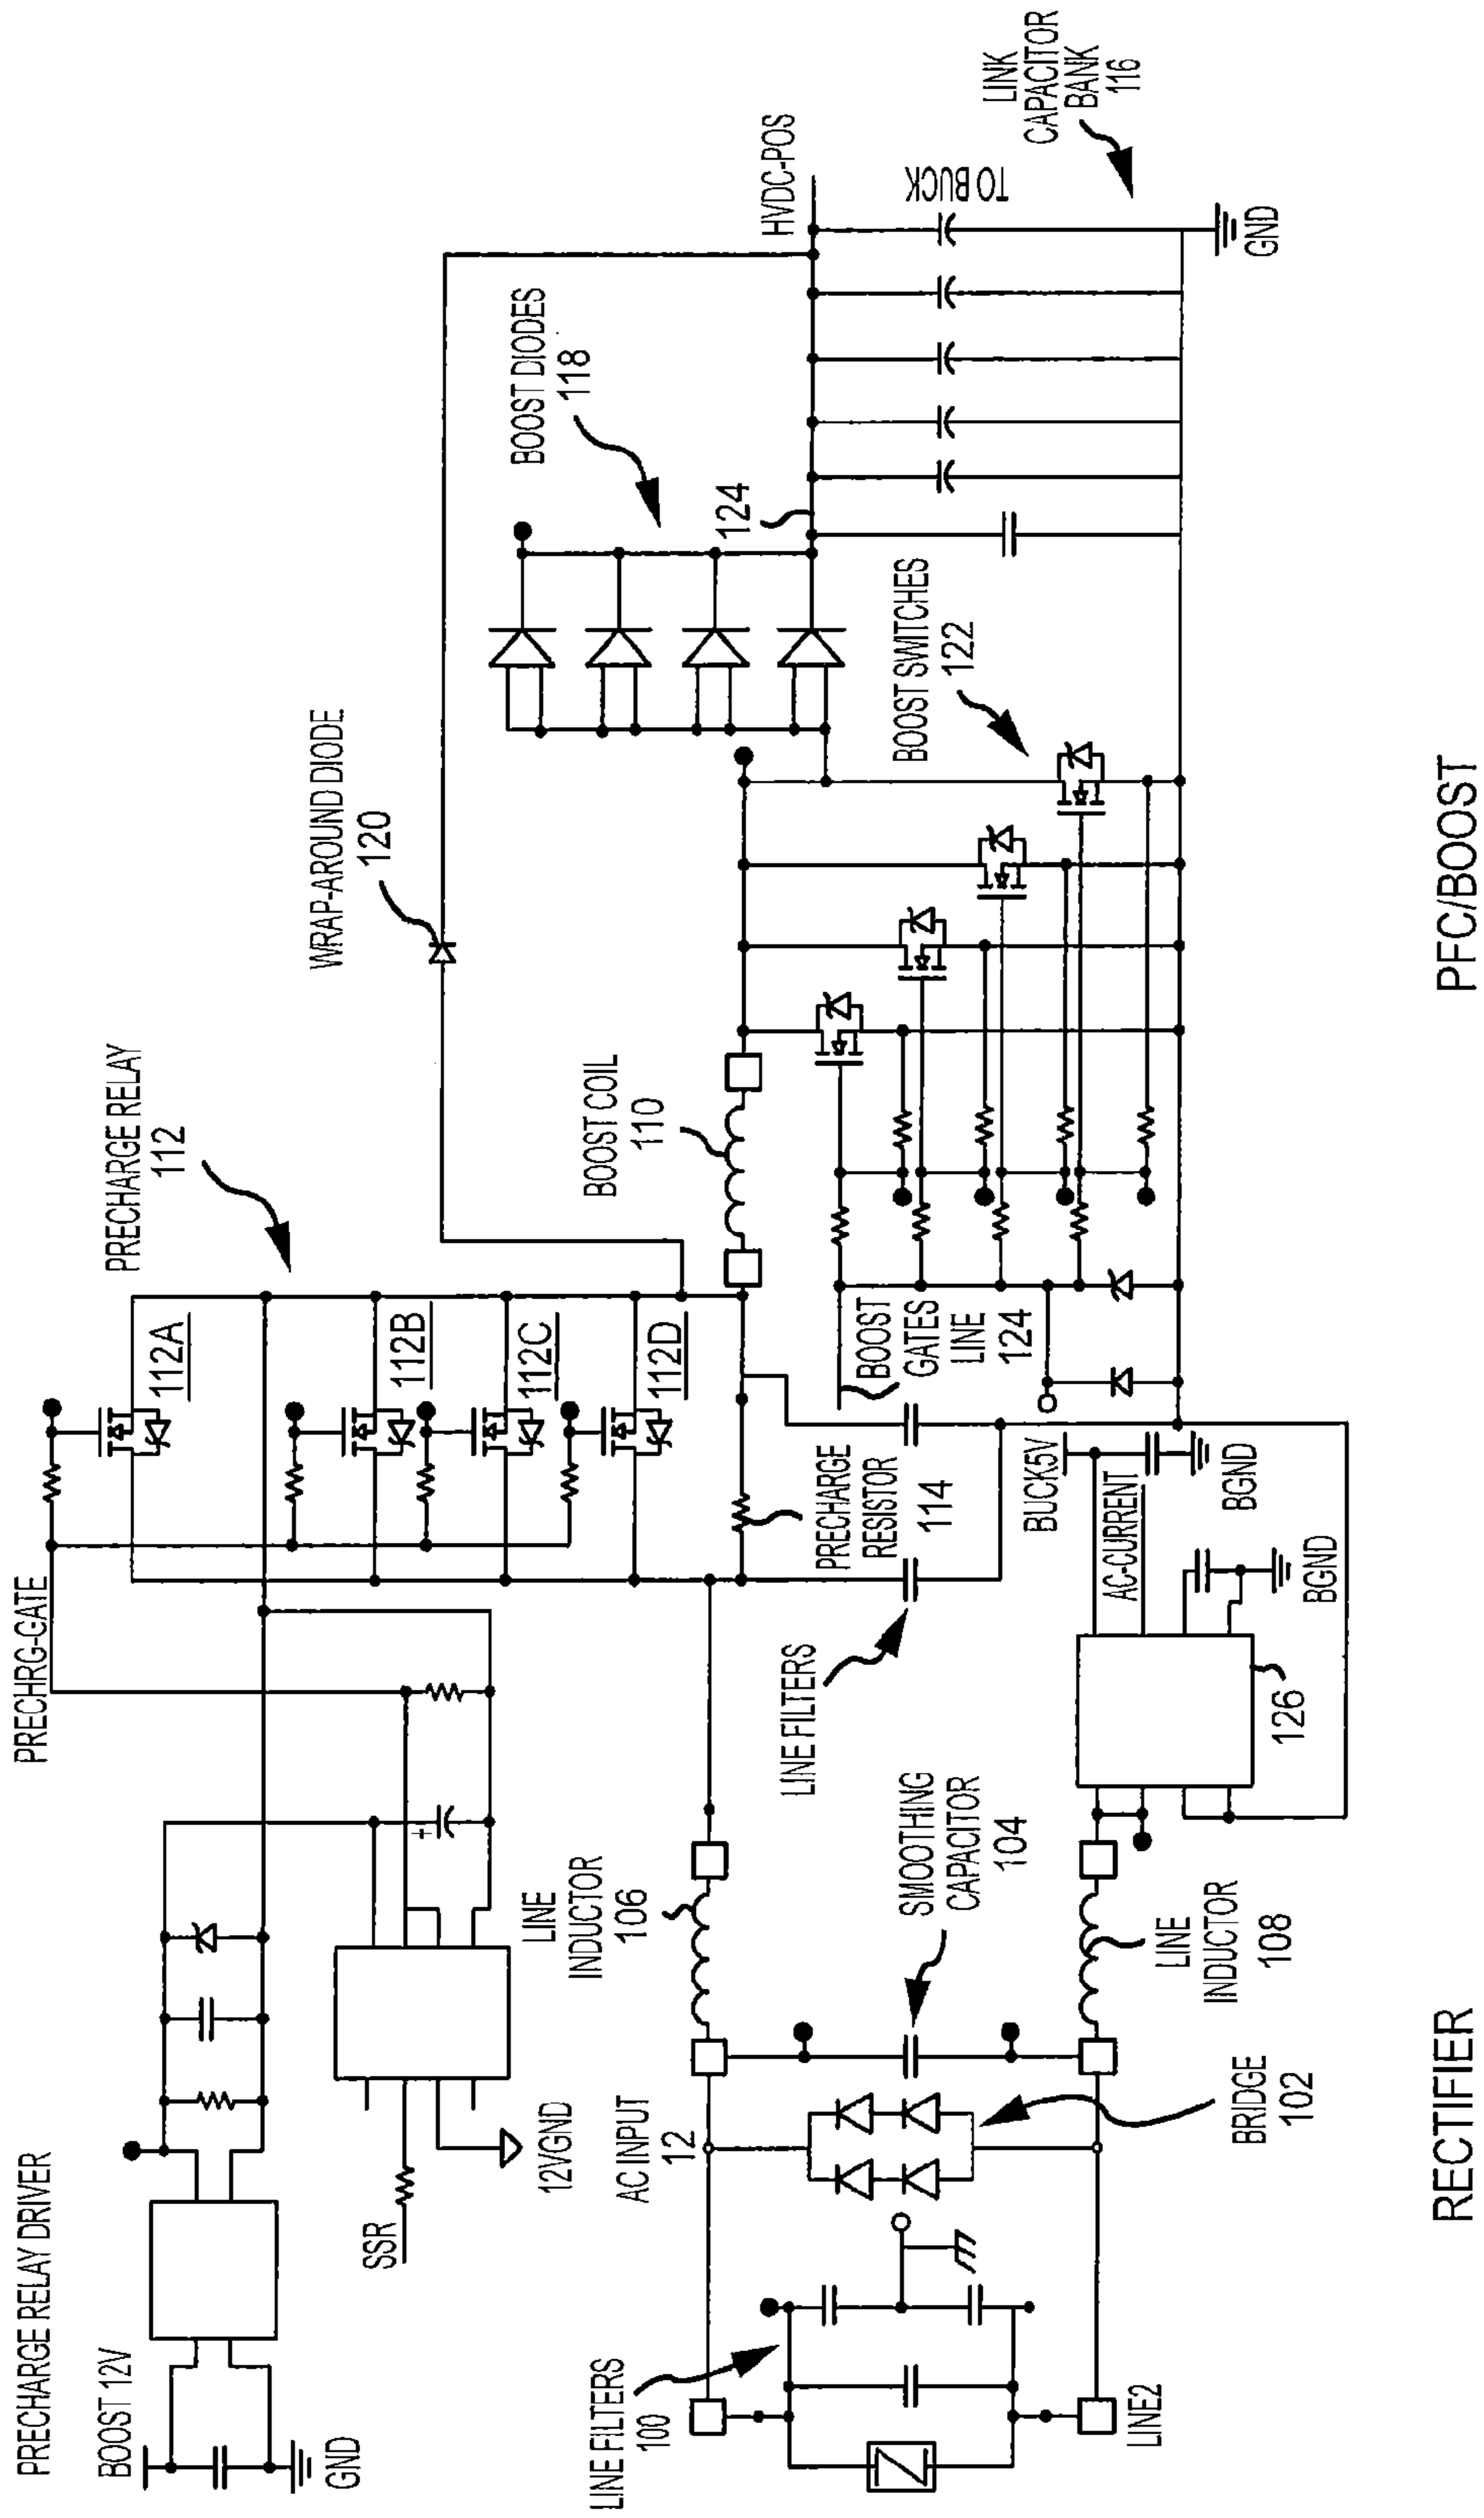 PRECHARGE RELAY DRIVER
BOOST 12V
GND
SSR
12VGND
PRECHRG-GATE
PRECHARGE RELAY
112
112A
112B
112C
112D
WRAP-AROUND DIODE
120
BOOST DIODES
118
124
HVDC-POS
TO BUCK
LINK
CAPACITOR
BANK
116
GND
LINE FILTERS
100
AC INPUT
12
LINE
INDUCTOR
106
LINE FILTERS
PRECHARGE
RESISTOR
114
BOOST COIL
110
BOOST
GATES
LINE
124
BOOST SWITCHES
122
SMOOTHING
CAPACITOR
104
BUCK5V
AC-CURRENT
BGND
BGND
126
LINE2
BRIDGE
102
LINE
INDUCTOR
108
RECTIFIER
PFC/BOOST
+